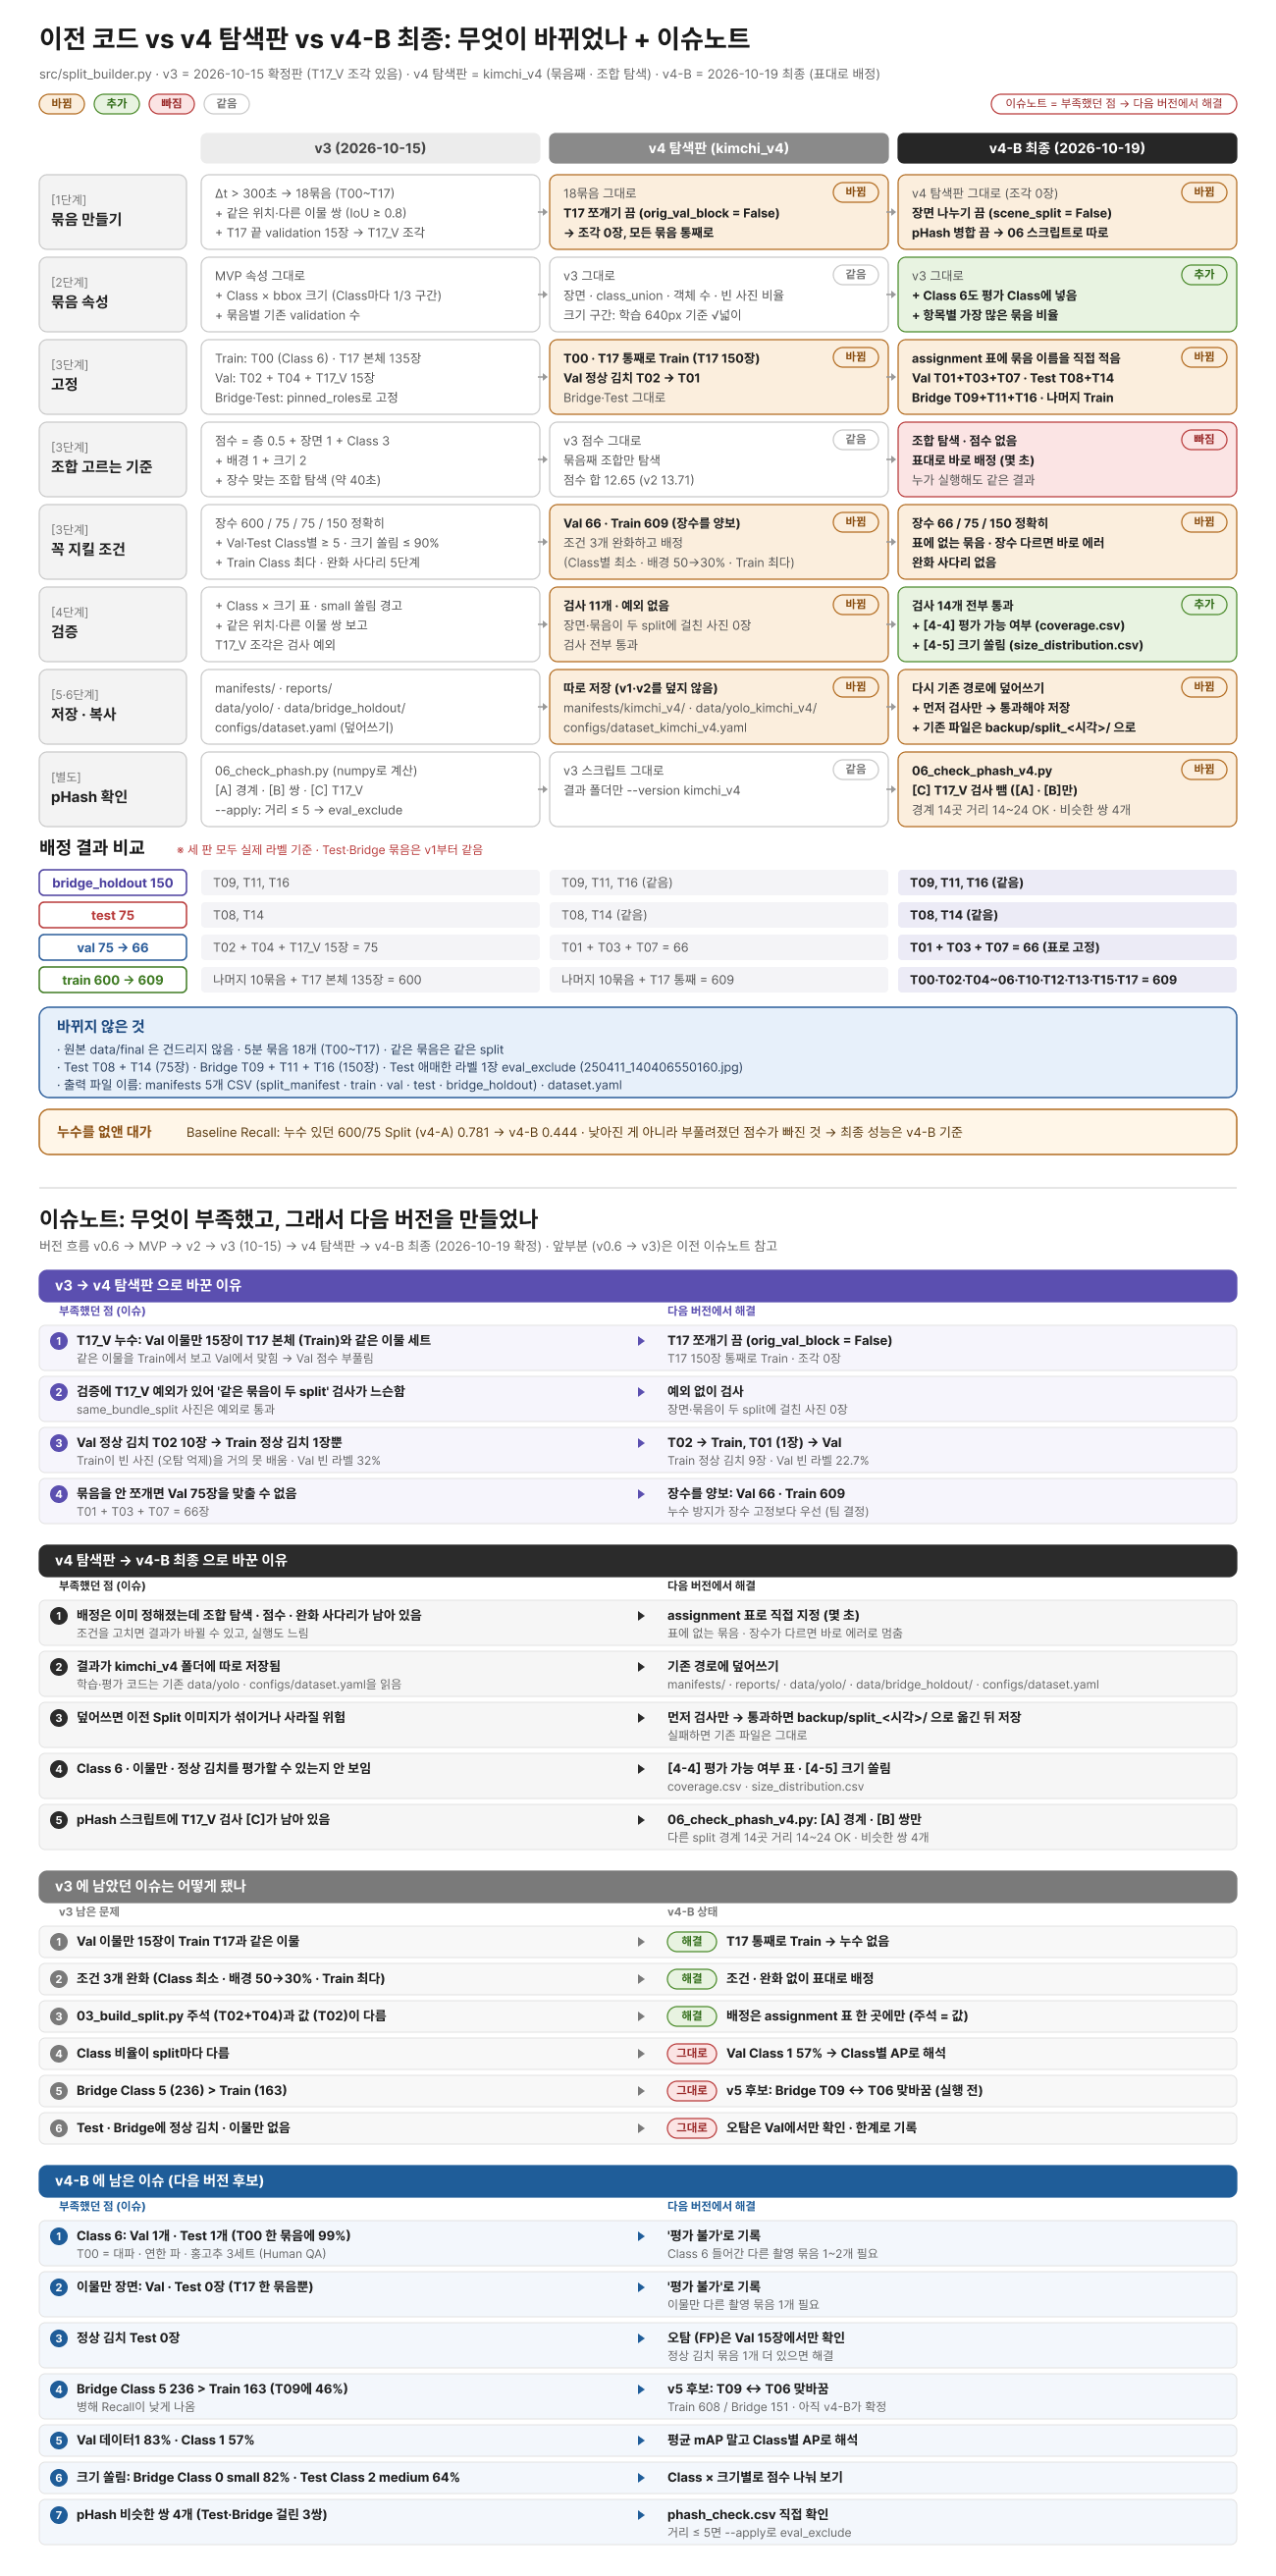 이전 코드 vs v4 탐색판 vs v4-B 최종: 무엇이 바뀌었나 + 이슈노트
src/split_builder.py · v3 = 2026-10-15 확정판 (T17_V 조각 있음) · v4 탐색판 = kimchi_v4 (묶음째 · 조합 탐색) · v4-B = 2026-10-19 최종 (표대로 배정)
바뀜 추가 빠짐 같음 이슈노트 = 부족했던 점 → 다음 버전에서 해결
v3 (2026-10-15) v4 탐색판 (kimchi_v4) v4-B 최종 (2026-10-19)
[1단계]
묶음 만들기
Δt > 300초 → 18묶음 (T00~T17)
+ 같은 위치·다른 이물 쌍 (IoU ≥ 0.8)
+ T17 끝 validation 15장 → T17_V 조각
18묶음 그대로 바뀜
T17 쪼개기 끔 (orig_val_block = False)
→ 조각 0장, 모든 묶음 통째로
v4 탐색판 그대로 (조각 0장) 바뀜
장면 나누기 끔 (scene_split = False)
pHash 병합 끔 → 06 스크립트로 따로
[2단계]
묶음 속성
MVP 속성 그대로
+ Class × bbox 크기 (Class마다 1/3 구간)
+ 묶음별 기존 validation 수
v3 그대로 같음
장면 · class_union · 객체 수 · 빈 사진 비율
크기 구간: 학습 640px 기준 √넓이
v3 그대로 추가
+ Class 6도 평가 Class에 넣음
+ 항목별 가장 많은 묶음 비율
[3단계]
고정
Train: T00 (Class 6) · T17 본체 135장
Val: T02 + T04 + T17_V 15장
Bridge·Test: pinned_roles로 고정
T00 · T17 통째로 Train (T17 150장) 바뀜
Val 정상 김치 T02 → T01
Bridge·Test 그대로
assignment 표에 묶음 이름을 직접 적음 바뀜
Val T01+T03+T07 · Test T08+T14
Bridge T09+T11+T16 · 나머지 Train
[3단계]
조합 고르는 기준
점수 = 층 0.5 + 장면 1 + Class 3
+ 배경 1 + 크기 2
+ 장수 맞는 조합 탐색 (약 40초)
v3 점수 그대로 같음
묶음째 조합만 탐색
점수 합 12.65 (v2 13.71)
조합 탐색 · 점수 없음 빠짐
표대로 바로 배정 (몇 초)
누가 실행해도 같은 결과
[3단계]
꼭 지킬 조건
장수 600 / 75 / 75 / 150 정확히
+ Val·Test Class별 ≥ 5 · 크기 쏠림 ≤ 90%
+ Train Class 최다 · 완화 사다리 5단계
Val 66 · Train 609 (장수를 양보) 바뀜
조건 3개 완화하고 배정
(Class별 최소 · 배경 50→30% · Train 최다)
장수 66 / 75 / 150 정확히 바뀜
표에 없는 묶음 · 장수 다르면 바로 에러
완화 사다리 없음
[4단계]
검증
+ Class × 크기 표 · small 쏠림 경고
+ 같은 위치·다른 이물 쌍 보고
T17_V 조각은 검사 예외
검사 11개 · 예외 없음 바뀜
장면·묶음이 두 split에 걸친 사진 0장
검사 전부 통과
검사 14개 전부 통과 추가
+ [4-4] 평가 가능 여부 (coverage.csv)
+ [4-5] 크기 쏠림 (size_distribution.csv)
[5·6단계]
저장 · 복사
manifests/ · reports/
data/yolo/ · data/bridge_holdout/
configs/dataset.yaml (덮어쓰기)
따로 저장 (v1·v2를 덮지 않음) 바뀜
manifests/kimchi_v4/ · data/yolo_kimchi_v4/
configs/dataset_kimchi_v4.yaml
다시 기존 경로에 덮어쓰기 바뀜
+ 먼저 검사만 → 통과해야 저장
+ 기존 파일은 backup/split_<시각>/ 으로
[별도]
pHash 확인
06_check_phash.py (numpy로 계산)
[A] 경계 · [B] 쌍 · [C] T17_V
--apply: 거리 ≤ 5 → eval_exclude
v3 스크립트 그대로 같음
결과 폴더만 --version kimchi_v4
06_check_phash_v4.py 바뀜
[C] T17_V 검사 뺌 ([A] · [B]만)
경계 14곳 거리 14~24 OK · 비슷한 쌍 4개
배정 결과 비교 ※ 세 판 모두 실제 라벨 기준 · Test·Bridge 묶음은 v1부터 같음
bridge_holdout 150 T09, T11, T16 T09, T11, T16 (같음) T09, T11, T16 (같음)
test 75 T08, T14 T08, T14 (같음) T08, T14 (같음)
val 75 → 66 T02 + T04 + T17_V 15장 = 75 T01 + T03 + T07 = 66 T01 + T03 + T07 = 66 (표로 고정)
train 600 → 609 나머지 10묶음 + T17 본체 135장 = 600 나머지 10묶음 + T17 통째 = 609 T00·T02·T04~06·T10·T12·T13·T15·T17 = 609
바뀌지 않은 것
· 원본 data/final 은 건드리지 않음 · 5분 묶음 18개 (T00~T17) · 같은 묶음은 같은 split
· Test T08 + T14 (75장) · Bridge T09 + T11 + T16 (150장) · Test 애매한 라벨 1장 eval_exclude (250411_140406550160.jpg)
· 출력 파일 이름: manifests 5개 CSV (split_manifest · train · val · test · bridge_holdout) · dataset.yaml
누수를 없앤 대가 Baseline Recall: 누수 있던 600/75 Split (v4-A) 0.781 → v4-B 0.444 · 낮아진 게 아니라 부풀려졌던 점수가 빠진 것 → 최종 성능은 v4-B 기준
이슈노트: 무엇이 부족했고, 그래서 다음 버전을 만들었나
버전 흐름 v0.6 → MVP → v2 → v3 (10-15) → v4 탐색판 → v4-B 최종 (2026-10-19 확정) · 앞부분 (v0.6 → v3)은 이전 이슈노트 참고
v3 → v4 탐색판 으로 바꾼 이유
부족했던 점 (이슈) 다음 버전에서 해결
1 T17_V 누수: Val 이물만 15장이 T17 본체 (Train)와 같은 이물 세트 ▶ T17 쪼개기 끔 (orig_val_block = False)
같은 이물을 Train에서 보고 Val에서 맞힘 → Val 점수 부풀림 T17 150장 통째로 Train · 조각 0장
2 검증에 T17_V 예외가 있어 '같은 묶음이 두 split' 검사가 느슨함 ▶ 예외 없이 검사
same_bundle_split 사진은 예외로 통과 장면·묶음이 두 split에 걸친 사진 0장
3 Val 정상 김치 T02 10장 → Train 정상 김치 1장뿐 ▶ T02 → Train, T01 (1장) → Val
Train이 빈 사진 (오탐 억제)을 거의 못 배움 · Val 빈 라벨 32% Train 정상 김치 9장 · Val 빈 라벨 22.7%
4 묶음을 안 쪼개면 Val 75장을 맞출 수 없음 ▶ 장수를 양보: Val 66 · Train 609
T01 + T03 + T07 = 66장 누수 방지가 장수 고정보다 우선 (팀 결정)
v4 탐색판 → v4-B 최종 으로 바꾼 이유
부족했던 점 (이슈) 다음 버전에서 해결
1 배정은 이미 정해졌는데 조합 탐색 · 점수 · 완화 사다리가 남아 있음 ▶ assignment 표로 직접 지정 (몇 초)
조건을 고치면 결과가 바뀔 수 있고, 실행도 느림 표에 없는 묶음 · 장수가 다르면 바로 에러로 멈춤
2 결과가 kimchi_v4 폴더에 따로 저장됨 ▶ 기존 경로에 덮어쓰기
학습·평가 코드는 기존 data/yolo · configs/dataset.yaml을 읽음 manifests/ · reports/ · data/yolo/ · data/bridge_holdout/ · configs/dataset.yaml
3 덮어쓰면 이전 Split 이미지가 섞이거나 사라질 위험 ▶ 먼저 검사만 → 통과하면 backup/split_<시각>/ 으로 옮긴 뒤 저장
실패하면 기존 파일은 그대로
4 Class 6 · 이물만 · 정상 김치를 평가할 수 있는지 안 보임 ▶ [4-4] 평가 가능 여부 표 · [4-5] 크기 쏠림
coverage.csv · size_distribution.csv
5 pHash 스크립트에 T17_V 검사 [C]가 남아 있음 ▶ 06_check_phash_v4.py: [A] 경계 · [B] 쌍만
다른 split 경계 14곳 거리 14~24 OK · 비슷한 쌍 4개
v3 에 남았던 이슈는 어떻게 됐나
v3 남은 문제 v4-B 상태
1 Val 이물만 15장이 Train T17과 같은 이물 ▶ 해결 T17 통째로 Train → 누수 없음
2 조건 3개 완화 (Class 최소 · 배경 50→30% · Train 최다) ▶ 해결 조건 · 완화 없이 표대로 배정
3 03_build_split.py 주석 (T02+T04)과 값 (T02)이 다름 ▶ 해결 배정은 assignment 표 한 곳에만 (주석 = 값)
4 Class 비율이 split마다 다름 ▶ 그대로 Val Class 1 57% → Class별 AP로 해석
5 Bridge Class 5 (236) > Train (163) ▶ 그대로 v5 후보: Bridge T09 ↔ T06 맞바꿈 (실행 전)
6 Test · Bridge에 정상 김치 · 이물만 없음 ▶ 그대로 오탐은 Val에서만 확인 · 한계로 기록
v4-B 에 남은 이슈 (다음 버전 후보)
부족했던 점 (이슈) 다음 버전에서 해결
1 Class 6: Val 1개 · Test 1개 (T00 한 묶음에 99%) ▶ '평가 불가'로 기록
T00 = 대파 · 연한 파 · 홍고추 3세트 (Human QA) Class 6 들어간 다른 촬영 묶음 1~2개 필요
2 이물만 장면: Val · Test 0장 (T17 한 묶음뿐) ▶ '평가 불가'로 기록
이물만 다른 촬영 묶음 1개 필요
3 정상 김치 Test 0장 ▶ 오탐 (FP)은 Val 15장에서만 확인
정상 김치 묶음 1개 더 있으면 해결
4 Bridge Class 5 236 > Train 163 (T09에 46%) ▶ v5 후보: T09 ↔ T06 맞바꿈
병해 Recall이 낮게 나옴 Train 608 / Bridge 151 · 아직 v4-B가 확정
5 Val 데이터1 83% · Class 1 57% ▶ 평균 mAP 말고 Class별 AP로 해석
6 크기 쏠림: Bridge Class 0 small 82% · Test Class 2 medium 64% ▶ Class × 크기별로 점수 나눠 보기
7 pHash 비슷한 쌍 4개 (Test·Bridge 걸린 3쌍) ▶ phash_check.csv 직접 확인
거리 ≤ 5면 --apply로 eval_exclude